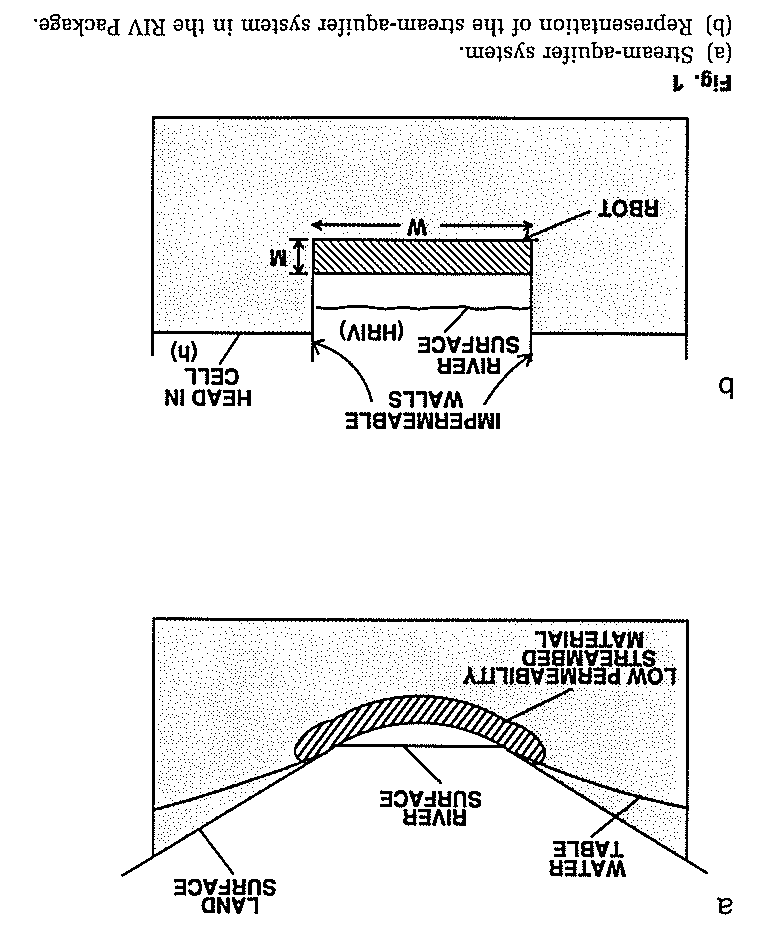 a
LAND
SURFACE
WATER
TABLE
RIVER
SURFACE
LOW PERMEABILITY
STREAMBED
MATERIAL
b
IMPERMEABLE
WALLS
HEAD IN
CELL
(h)
RIVER
SURFACE
(HRIV)
M
W
RBOT
Fig. 1
(a) Stream-aquifer system.
(b) Representation of the stream-aquifer system in the RIV Package.